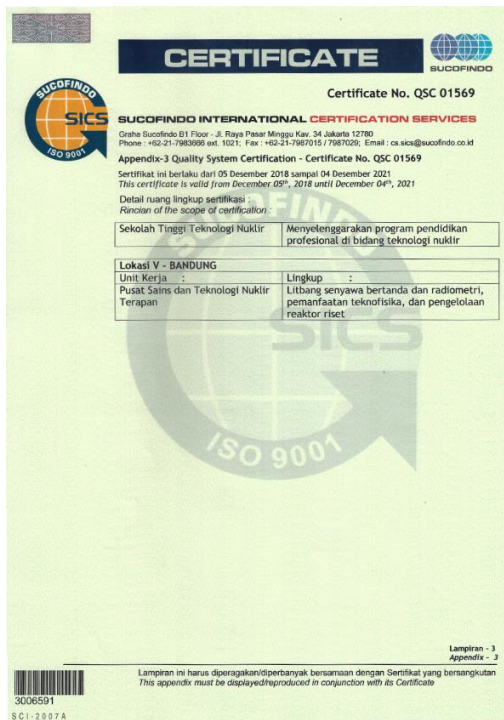 CERTIFICATE
SUCOFINDO
SUCOFINDO
SICS
ISO 9001
Certificate No. QSC 01569
SUCOFINDO INTERNATIONAL CERTIFICATION SERVICES
Graha Sucofindo B1 Floor - Jl. Raya Pasar Minggu Kav. 34 Jakarta 12780
Phone : +62-21-7983666 ext. 1021; Fax : +62-21-7987015 / 7987029; Email : cs.sics@sucofindo.co.id
Appendix-3 Quality System Certification - Certificate No. QSC 01569
Sertifikat ini berlaku dari 05 Desember 2018 sampai 04 Desember 2021
This certificate is valid from December 05th, 2018 until December 04th, 2021
Detail ruang lingkup sertifikasi :
Rincian of the scope of certification :
Sekolah Tinggi Teknologi Nuklir
Menyelenggarakan program pendidikan
profesional di bidang teknologi nuklir
Lokasi V - BANDUNG
Unit Kerja :
Lingkup :
Pusat Sains dan Teknologi Nuklir
Terapan
Litbang senyawa bertanda dan radiometri,
pemanfaatan teknofisika, dan pengelolaan
reaktor riset
SUCOFINDO
SICS
ISO 9001
Lampiran - 3
Appendix - 3
Lampiran ini harus diperagakan/diperbanyak bersamaan dengan Sertifikat yang bersangkutan
This appendix must be displayed/reproduced in conjunction with its Certificate
3006591
SCI-2007A